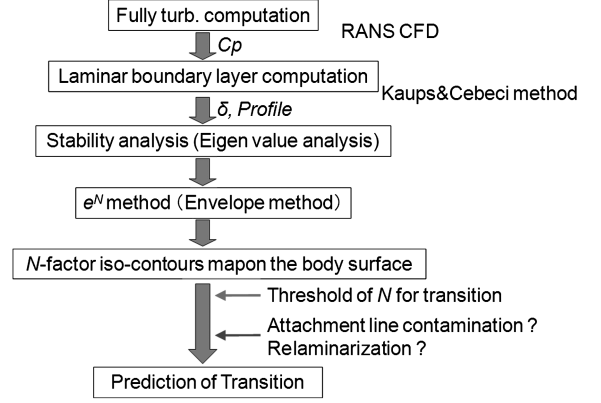 Fully turb. computation
RANS CFD
Cp
Laminar boundary layer computation
Kaups&Cebeci method
δ, Profile
Stability analysis (Eigen value analysis)
eN method（Envelope method）
N-factor iso-contours mapon the body surface
Threshold of N for transition
Attachment line contamination ?
Relaminarization ?
Prediction of Transition